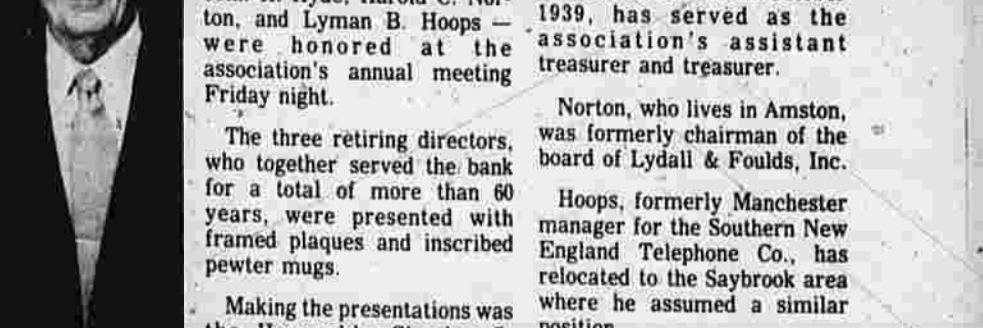 Hyde, Harold C. Nor-
ton, and Lyman B. Hoops —
were honored at the
association's annual meeting
Friday night.
The three retiring directors,
who together served the bank
for a total of more than 60
years, were presented with
framed plaques and inscribed
pewter mugs.
Making the presentations was
1939, has served as the
association's assistant
treasurer and treasurer.
Norton, who lives in Amston,
was formerly chairman of the
board of Lydall & Foulds, Inc.
Hoops, formerly Manchester
manager for the Southern New
England Telephone Co., has
relocated to the Saybrook area
where he assumed a similar
position.